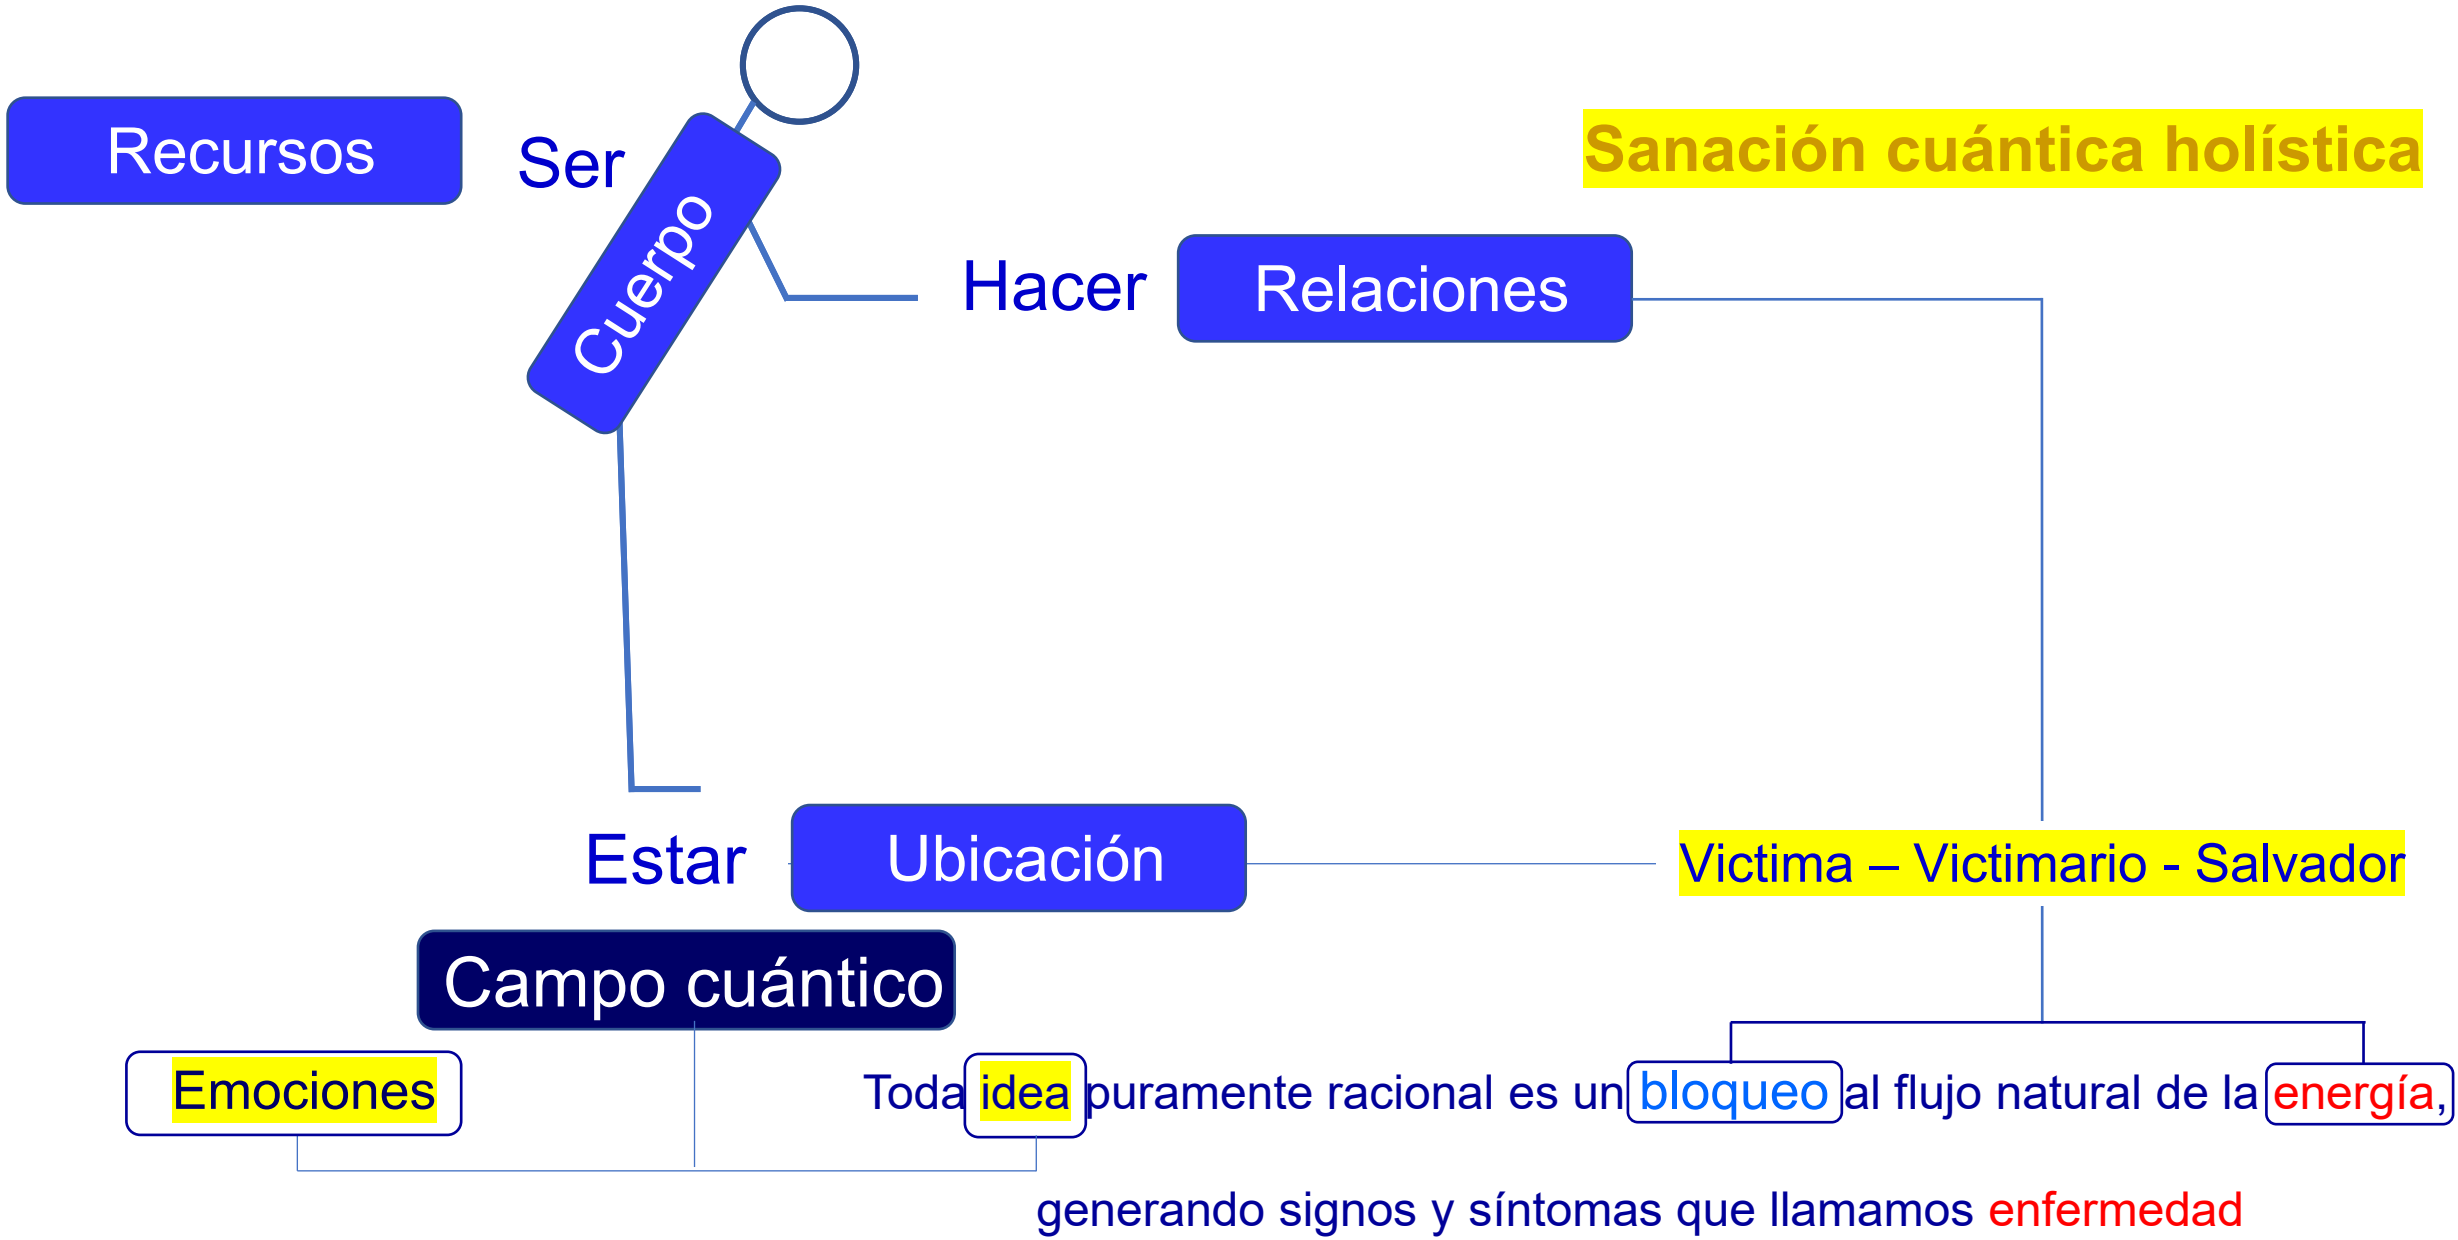 Recursos
Ser
Sanación cuántica holística
Cuerpo
Hacer
Relaciones
Estar
Ubicación
Victima – Victimario - Salvador
Campo cuántico
Emociones
Toda idea puramente racional es un bloqueo al flujo natural de la energía,
generando signos y síntomas que llamamos enfermedad